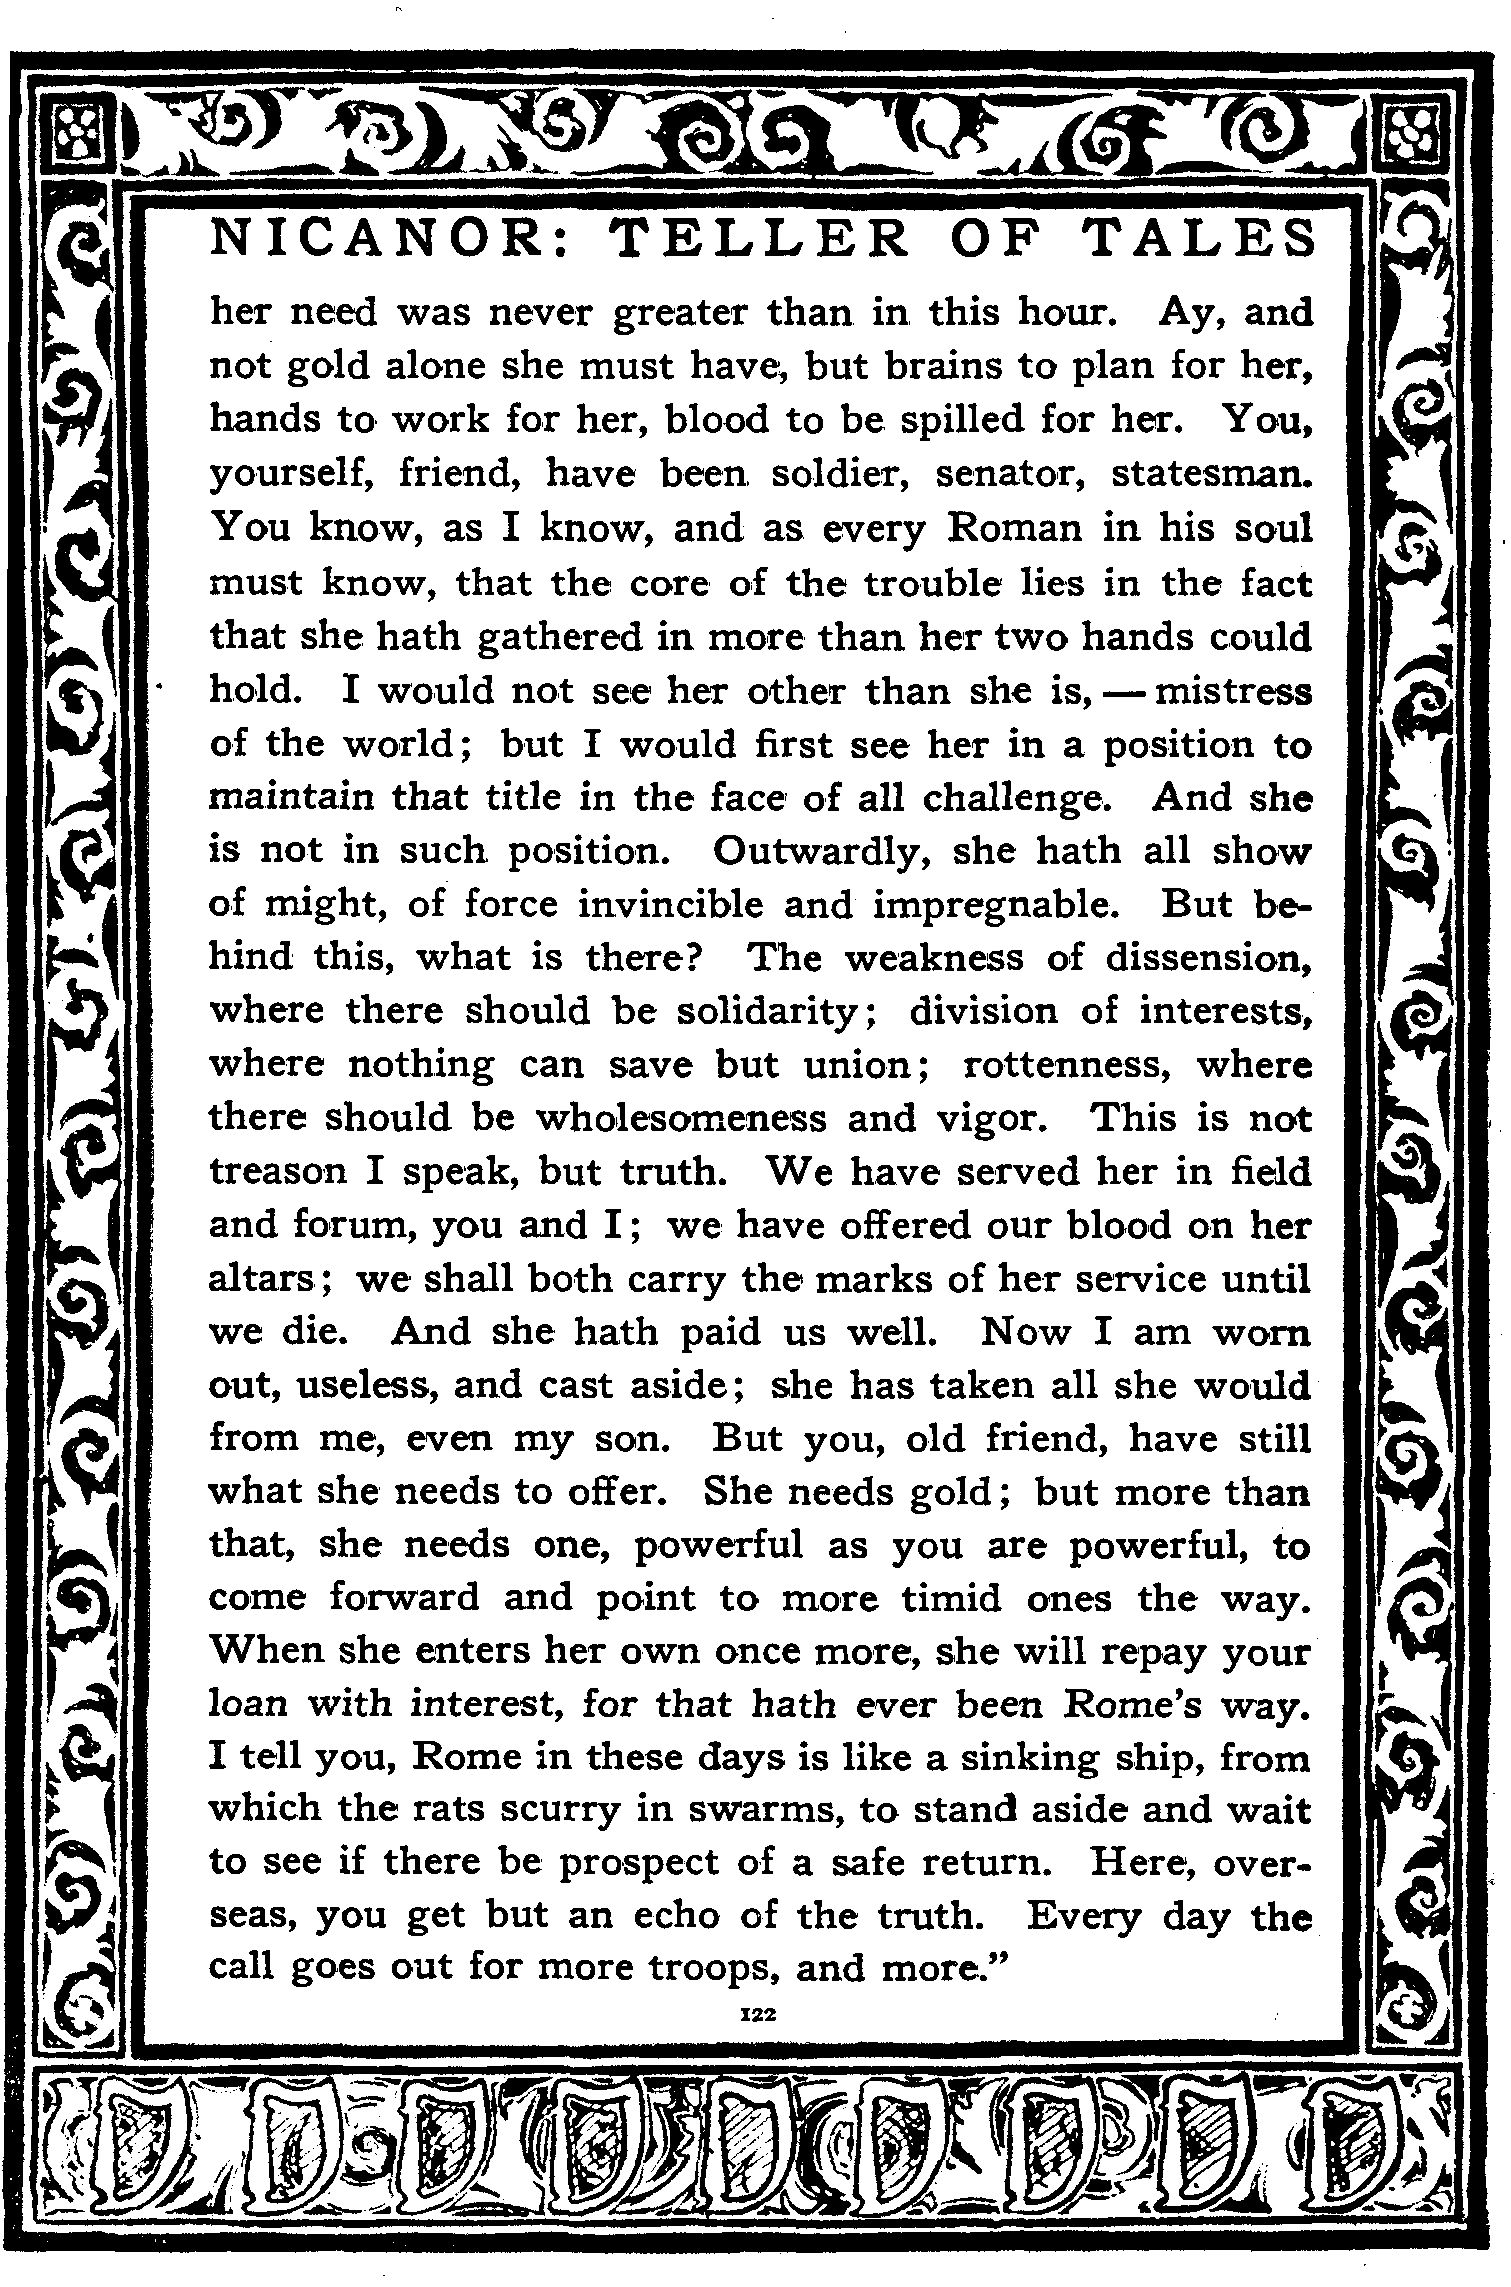 NICANOR: TELLER OF TALES
her need was never greater than in this hour. Ay, and
not gold alone she must have, but brains to plan for her,
hands to work for her, blood to be spilled for her. You,
yourself, friend, have been soldier, senator, statesman.
You know, as I know, and as every Roman in his soul
must know, that the core of the trouble lies in the fact
that she hath gathered in more than her two hands could
hold. I would not see her other than she is, — mistress
of the world; but I would first see her in a position to
maintain that title in the face of all challenge. And she
is not in such position. Outwardly, she hath all show
of might, of force invincible and impregnable. But be-
hind this, what is there? The weakness of dissension,
where there should be solidarity; division of interests,
where nothing can save but union; rottenness, where
there should be wholesomeness and vigor. This is not
treason I speak, but truth. We have served her in field
and forum, you and I; we have offered our blood on her
altars; we shall both carry the marks of her service until
we die. And she hath paid us well. Now I am worn
out, useless, and cast aside; she has taken all she would
from me, even my son. But you, old friend, have still
what she needs to offer. She needs gold; but more than
that, she needs one, powerful as you are powerful, to
come forward and point to more timid ones the way.
When she enters her own once more, she will repay your
loan with interest, for that hath ever been Rome's way.
I tell you, Rome in these days is like a sinking ship, from
which the rats scurry in swarms, to stand aside and wait
to see if there be prospect of a safe return. Here, over-
seas, you get but an echo of the truth. Every day the
call goes out for more troops, and more.”
122